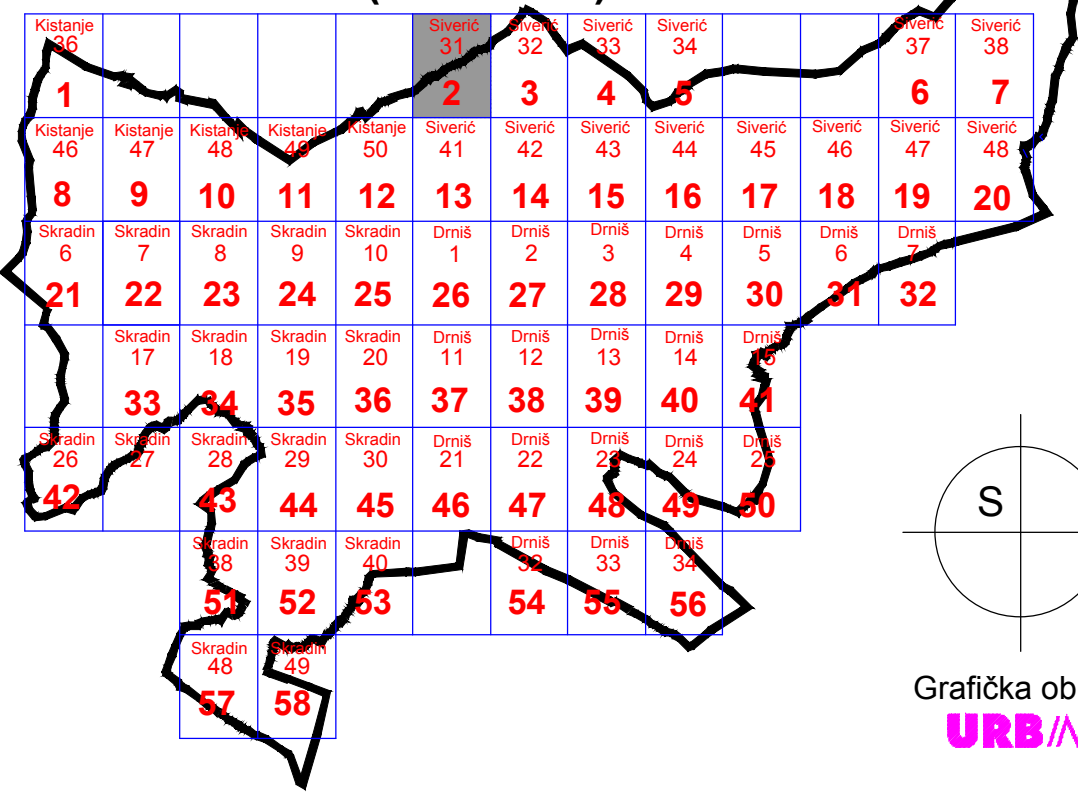 Kistanje Siverić Siverić Siverić Siverić Siverić Siverić
36 31 32 33 34 37 38
1 2 3 4 5 6 7
Kistanje Kistanje Kistanje Kistanje Kistanje Siverić Siverić Siverić Siverić Siverić Siverić Siverić Siverić
46 47 48 49 50 41 42 43 44 45 46 47 48
8 9 10 11 12 13 14 15 16 17 18 19 20
Skradin Skradin Skradin Skradin Skradin Drniš Drniš Drniš Drniš Drniš Drniš Drniš
6 7 8 9 10 1 2 3 4 5 6 7
21 22 23 24 25 26 27 28 29 30 31 32
Skradin Skradin Skradin Skradin Drniš Drniš Drniš Drniš Drniš
17 18 19 20 11 12 13 14 15
33 34 35 36 37 38 39 40 41
Skradin Skradin Skradin Skradin Skradin Drniš Drniš Drniš Drniš Drniš
26 27 28 29 30 21 22 23 24 25
42 43 44 45 46 47 48 49 50
Skradin Skradin Skradin Drniš Drniš Drniš
38 39 40 32 33 34
51 52 53 54 55 56
Skradin Skradin
48 49
57 58
S
Grafička ob
URB